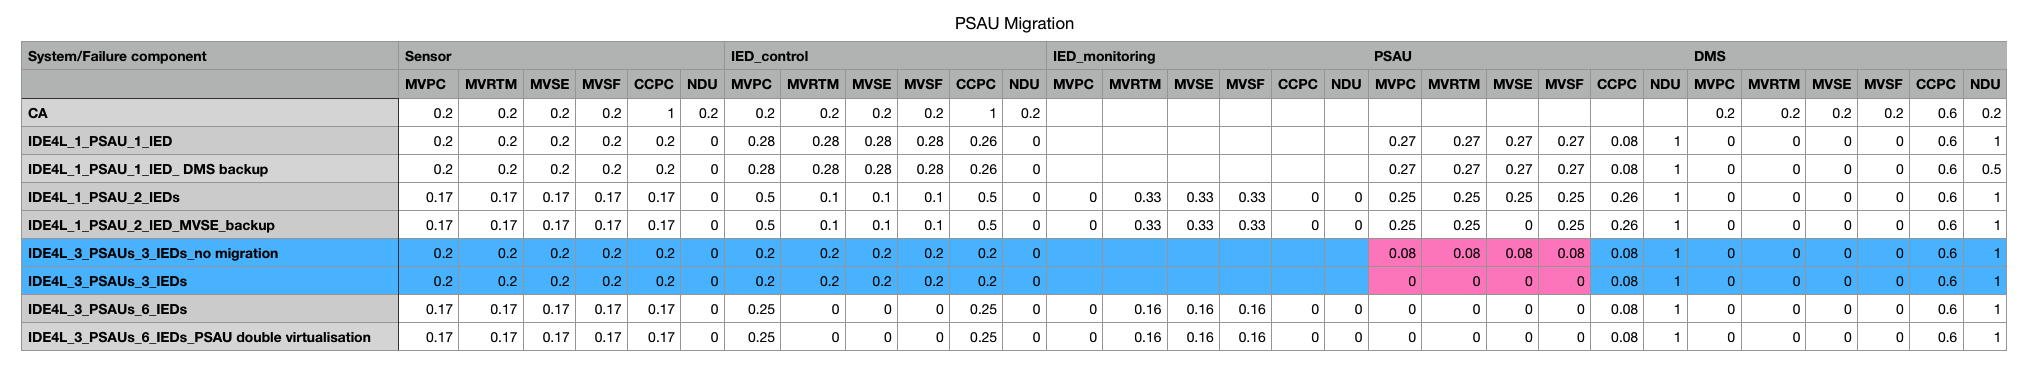 PSAU Migration
System/Failure component Sensor IED_control IED_monitoring PSAU DMS
MVPC MVRTM MVSE MVSF CCPC NDU MVPC MVRTM MVSE MVSF CCPC NDU MVPC MVRTM MVSE MVSF CCPC NDU MVPC MVRTM MVSE MVSF CCPC NDU MVPC MVRTM MVSE MVSF CCPC NDU
CA 0.2 0.2 0.2 0.2 1 0.2 0.2 0.2 0.2 0.2 1 0.2 0.2 0.2 0.2 0.2 0.6 0.2
IDE4L_1_PSAU_1_IED 0.2 0.2 0.2 0.2 0.2 0 0.28 0.28 0.28 0.28 0.26 0 0.27 0.27 0.27 0.27 0.08 1 0 0 0 0 0.6 1
IDE4L_1_PSAU_1_IED_ DMS backup 0.2 0.2 0.2 0.2 0.2 0 0.28 0.28 0.28 0.28 0.26 0 0.27 0.27 0.27 0.27 0.08 1 0 0 0 0 0.6 0.5
IDE4L_1_PSAU_2_IEDs 0.17 0.17 0.17 0.17 0.17 0 0.5 0.1 0.1 0.1 0.5 0 0 0.33 0.33 0.33 0 0 0.25 0.25 0.25 0.25 0.26 1 0 0 0 0 0.6 1
IDE4L_1_PSAU_2_IED_MVSE_backup 0.17 0.17 0.17 0.17 0.17 0 0.5 0.1 0.1 0.1 0.5 0 0 0.33 0.33 0.33 0 0 0.25 0.25 0 0.25 0.26 1 0 0 0 0 0.6 1
IDE4L_3_PSAUs_3_IEDs_no migration 0.2 0.2 0.2 0.2 0.2 0 0.2 0.2 0.2 0.2 0.2 0 0.08 0.08 0.08 0.08 0.08 1 0 0 0 0 0.6 1
IDE4L_3_PSAUs_3_IEDs 0.2 0.2 0.2 0.2 0.2 0 0.2 0.2 0.2 0.2 0.2 0 0 0 0 0 0.08 1 0 0 0 0 0.6 1
IDE4L_3_PSAUs_6_IEDs 0.17 0.17 0.17 0.17 0.17 0 0.25 0 0 0 0.25 0 0 0.16 0.16 0.16 0 0 0 0 0 0 0.08 1 0 0 0 0 0.6 1
IDE4L_3_PSAUs_6_IEDs_PSAU double virtualisation 0.17 0.17 0.17 0.17 0.17 0 0.25 0 0 0 0.25 0 0 0.16 0.16 0.16 0 0 0 0 0 0 0.08 1 0 0 0 0 0.6 1